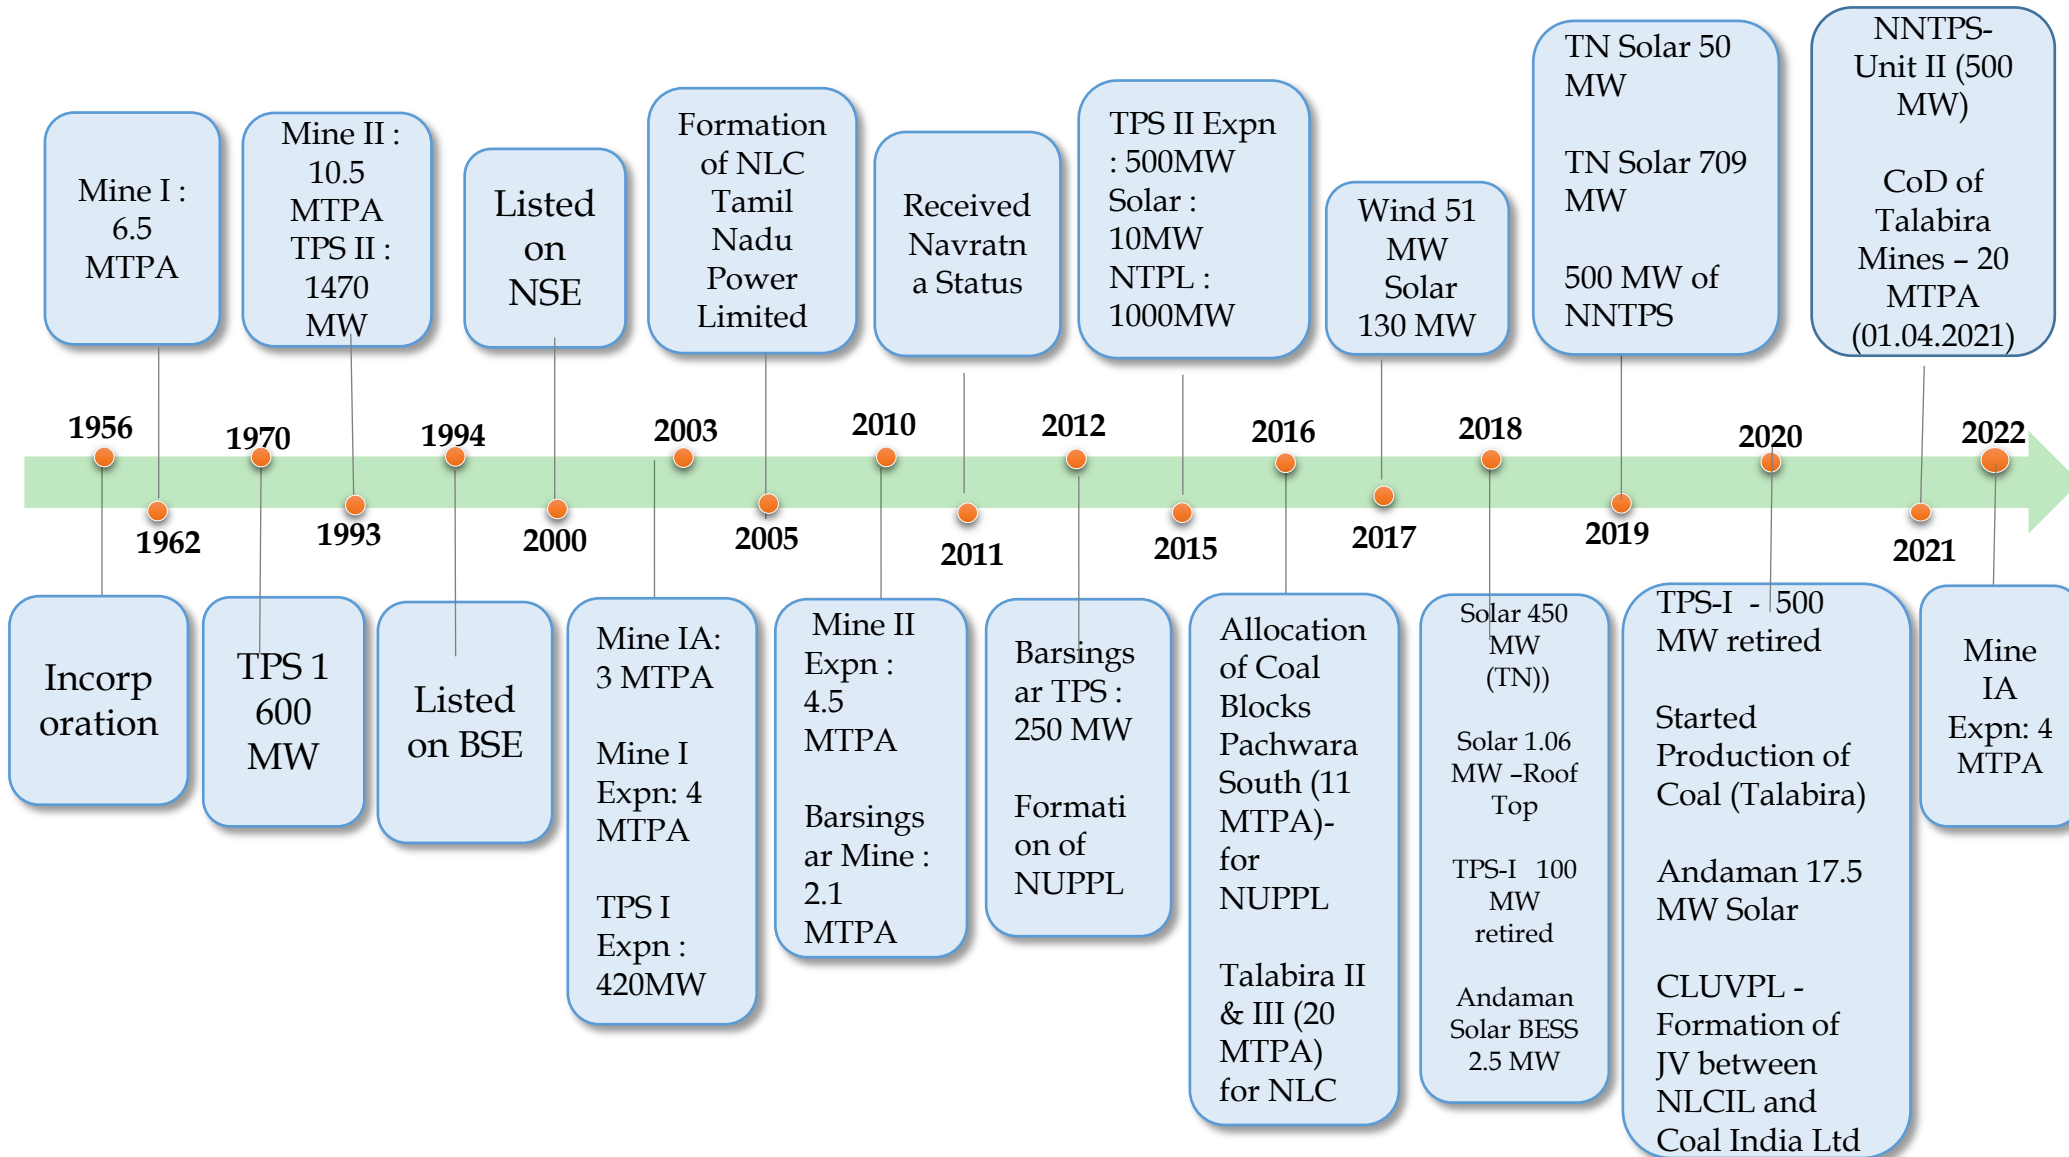 Mine I :
6.5
MTPA
Mine II :
10.5
MTPA
TPS II :
1470
MW
Listed
on
NSE
Formation
of NLC
Tamil
Nadu
Power
Limited
Received
Navratn
a Status
TPS II Expn
: 500MW
Solar :
10MW
NTPL :
1000MW
Wind 51
MW
Solar
130 MW
TN Solar 50
MW
TN Solar 709
MW
500 MW of
NNTPS
NNTPS-
Unit II (500
MW)
CoD of
Talabira
Mines – 20
MTPA
(01.04.2021)
1956
1970
1994
2003
2010
2012
2016
2018
2020
2022
1962
1993
2000
2005
2011
2015
2017
2019
2021
Incorp
oration
TPS 1
600
MW
Listed
on BSE
Mine IA:
3 MTPA
Mine I
Expn: 4
MTPA
TPS I
Expn :
420MW
Mine II
Expn :
4.5
MTPA
Barsings
ar Mine :
2.1
MTPA
Barsings
ar TPS :
250 MW
Formati
on of
NUPPL
Allocation
of Coal
Blocks
Pachwara
South (11
MTPA)-
for
NUPPL
Talabira II
& III (20
MTPA)
for NLC
Solar 450
MW
(TN))
Solar 1.06
MW –Roof
Top
TPS-I 100
MW
retired
Andaman
Solar BESS
2.5 MW
TPS-I - 500
MW retired
Started
Production of
Coal (Talabira)
Andaman 17.5
MW Solar
CLUVPL -
Formation of
JV between
NLCIL and
Coal India Ltd
Mine
IA
Expn: 4
MTPA